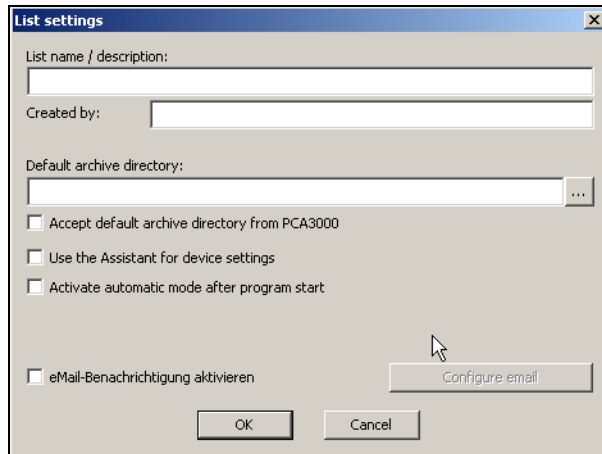 List settings
List name / description:
Created by:
Default archive directory:
...
Accept default archive directory from PCA3000
Use the Assistant for device settings
Activate automatic mode after program start
eMail-Benachrichtigung aktivieren
Configure email
OK Cancel